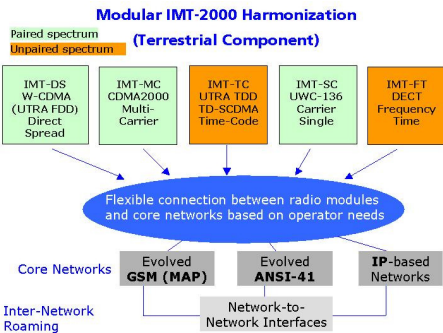 Modular IMT-2000 Harmonization
(Terrestrial Component)
Paired spectrum
Unpaired spectrum
IMT-DS
W-CDMA
(UTRA FDD)
Direct
Spread
IMT-MC
CDMA2000
Multi-
Carrier
IMT-TC
UTRA TDD
TD-SCDMA
Time-Code
IMT-SC
UWC-136
Carrier
Single
IMT-FT
DECT
Frequency
Time
Flexible connection between radio modules
and core networks based on operator needs
Core Networks
Evolved
GSM (MAP)
Evolved
ANSI-41
IP-based
Networks
Inter-Network
Roaming
Network-to-
Network Interfaces